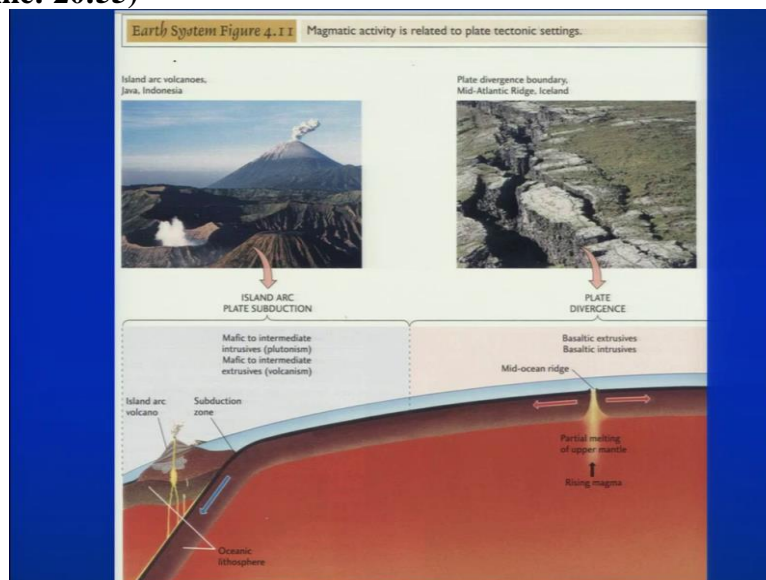 Earth System Figure 4.11 Magmatic activity is related to plate tectonic settings.
Island arc volcanoes,
Java, Indonesia
Plate divergence boundary,
Mid-Atlantic Ridge, Iceland
ISLAND ARC
PLATE SUBDUCTION
PLATE
DIVERGENCE
Mafic to intermediate
intrusives (plutonism)
Mafic to intermediate
extrusives (volcanism)
Basaltic extrusives
Basaltic intrusives
Mid-ocean ridge
Island arc
volcano
Subduction
zone
Partial melting
of upper mantle
Rising magma
Oceanic
lithosphere